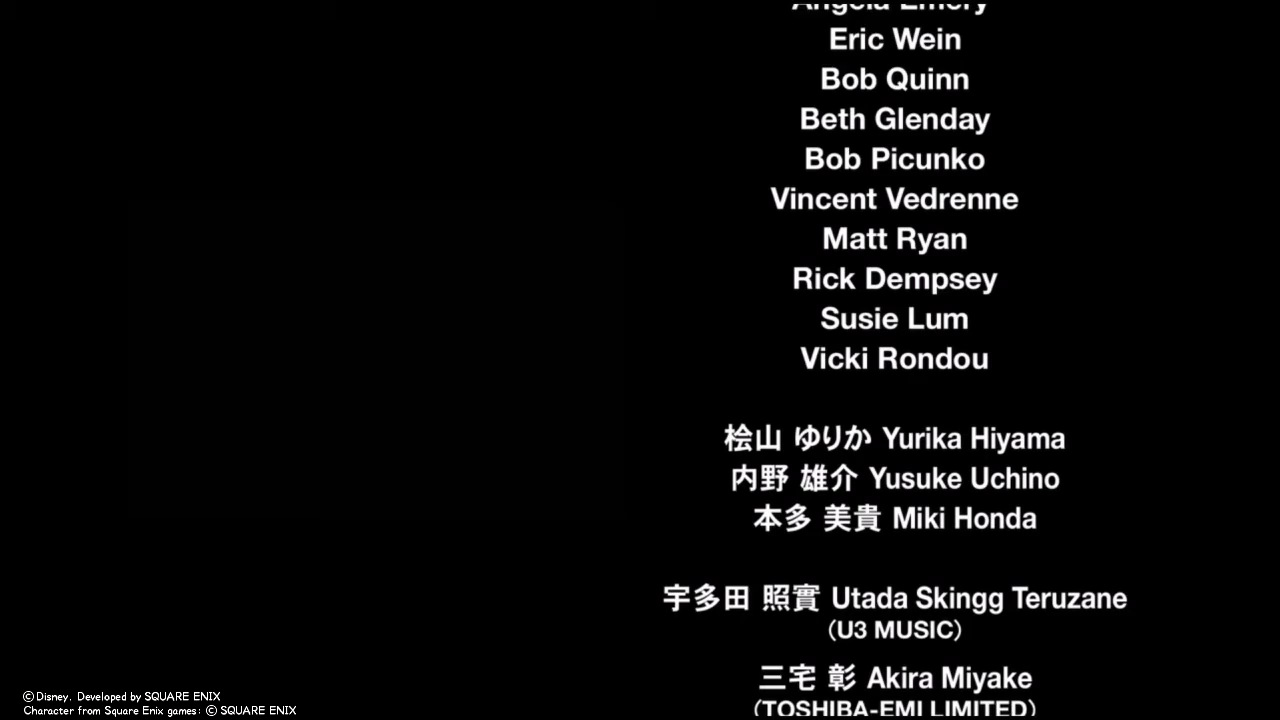 Angela Emery
Eric Wein
Bob Quinn
Beth Glenday
Bob Picunko
Vincent Vedrenne
Matt Ryan
Rick Dempsey
Susie Lum
Vicki Rondou
桧山 ゆりか Yurika Hiyama
内野 雄介 Yusuke Uchino
本多 美貴 Miki Honda
宇多田 照實 Utada Skingg Teruzane
(U3 MUSIC)
三宅 彰 Akira Miyake
(TOSHIBA-EMI LIMITED)
©Disney. Developed by SQUARE ENIX
Character from Square Enix games: © SQUARE ENIX